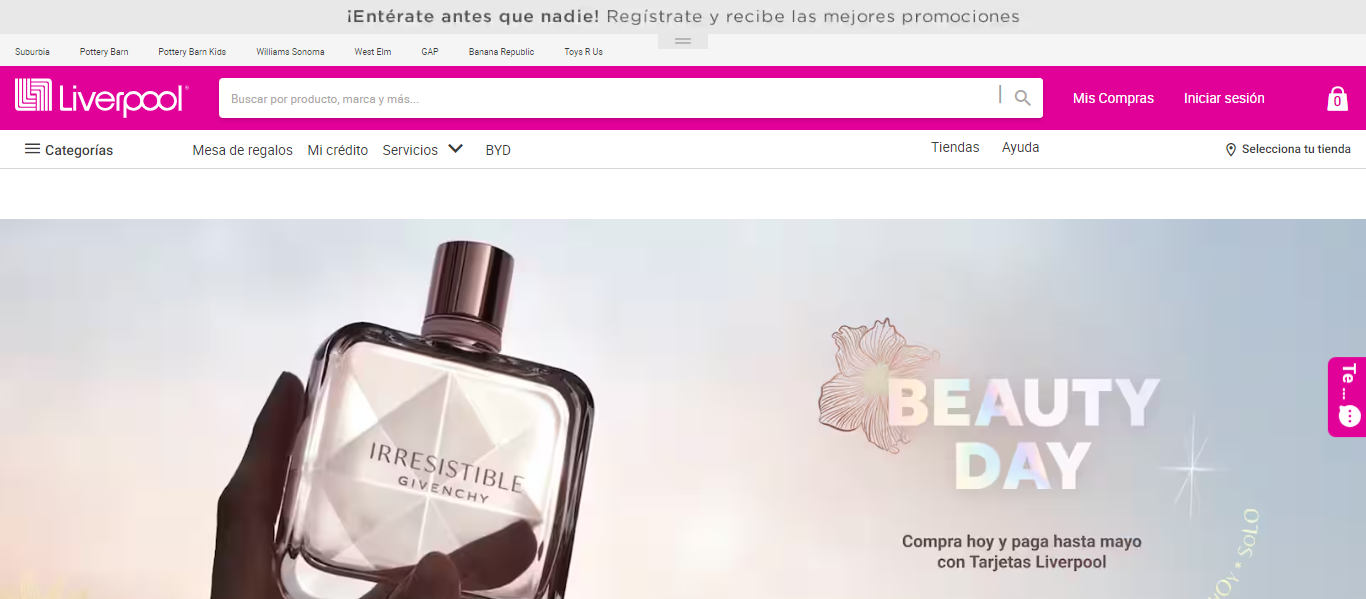 ¡Entérate antes que nadie! Regístrate y recibe las mejores promociones
Suburbia Pottery Barn Pottery Barn Kids Williams Sonoma West Elm GAP Banana Republic Toys R Us
Liverpool®
Buscar por producto, marca y más...
Mis Compras Iniciar sesión 0
Categorías Mesa de regalos Mi crédito Servicios BYD Tiendas Ayuda Selecciona tu tienda
IRRESISTIBLE
GIVENCHY
BEAUTY
DAY
Compra hoy y paga hasta mayo
con Tarjetas Liverpool
HOY * SOLO
Te ...